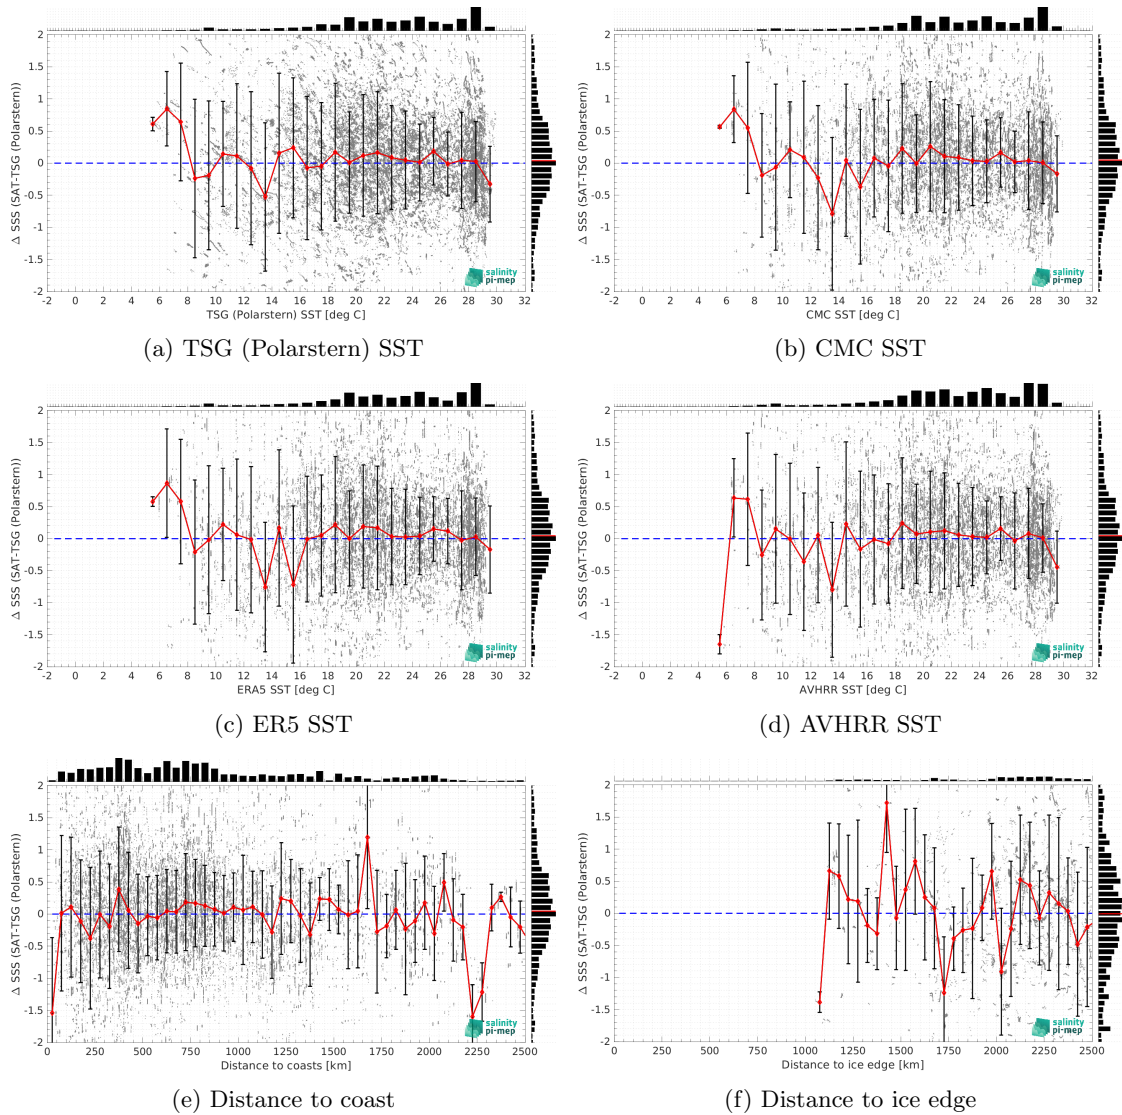 Δ SSS (SAT-TSG (Polarstern))
2
1.5
1
0.5
0
-0.5
-1
-1.5
-2
-2 0 2 4 6 8 10 12 14 16 18 20 22 24 26 28 30 32
TSG (Polarstern) SST [deg C]
salinity
pi-mep
(a) TSG (Polarstern) SST
Δ SSS (SAT-TSG (Polarstern))
2
1.5
1
0.5
0
-0.5
-1
-1.5
-2
-2 0 2 4 6 8 10 12 14 16 18 20 22 24 26 28 30 32
CMC SST [deg C]
salinity
pi-mep
(b) CMC SST
Δ SSS (SAT-TSG (Polarstern))
2
1.5
1
0.5
0
-0.5
-1
-1.5
-2
-2 0 2 4 6 8 10 12 14 16 18 20 22 24 26 28 30 32
ERA5 SST [deg C]
salinity
pi-mep
(c) ER5 SST
Δ SSS (SAT-TSG (Polarstern))
2
1.5
1
0.5
0
-0.5
-1
-1.5
-2
-2 0 2 4 6 8 10 12 14 16 18 20 22 24 26 28 30 32
AVHRR SST [deg C]
salinity
pi-mep
(d) AVHRR SST
Δ SSS (SAT-TSG (Polarstern))
2
1.5
1
0.5
0
-0.5
-1
-1.5
-2
0 250 500 750 1000 1250 1500 1750 2000 2250 2500
Distance to coasts [km]
salinity
pi-mep
(e) Distance to coast
Δ SSS (SAT-TSG (Polarstern))
2
1.5
1
0.5
0
-0.5
-1
-1.5
-2
0 250 500 750 1000 1250 1500 1750 2000 2250 2500
Distance to ice edge [km]
salinity
pi-mep
(f) Distance to ice edge